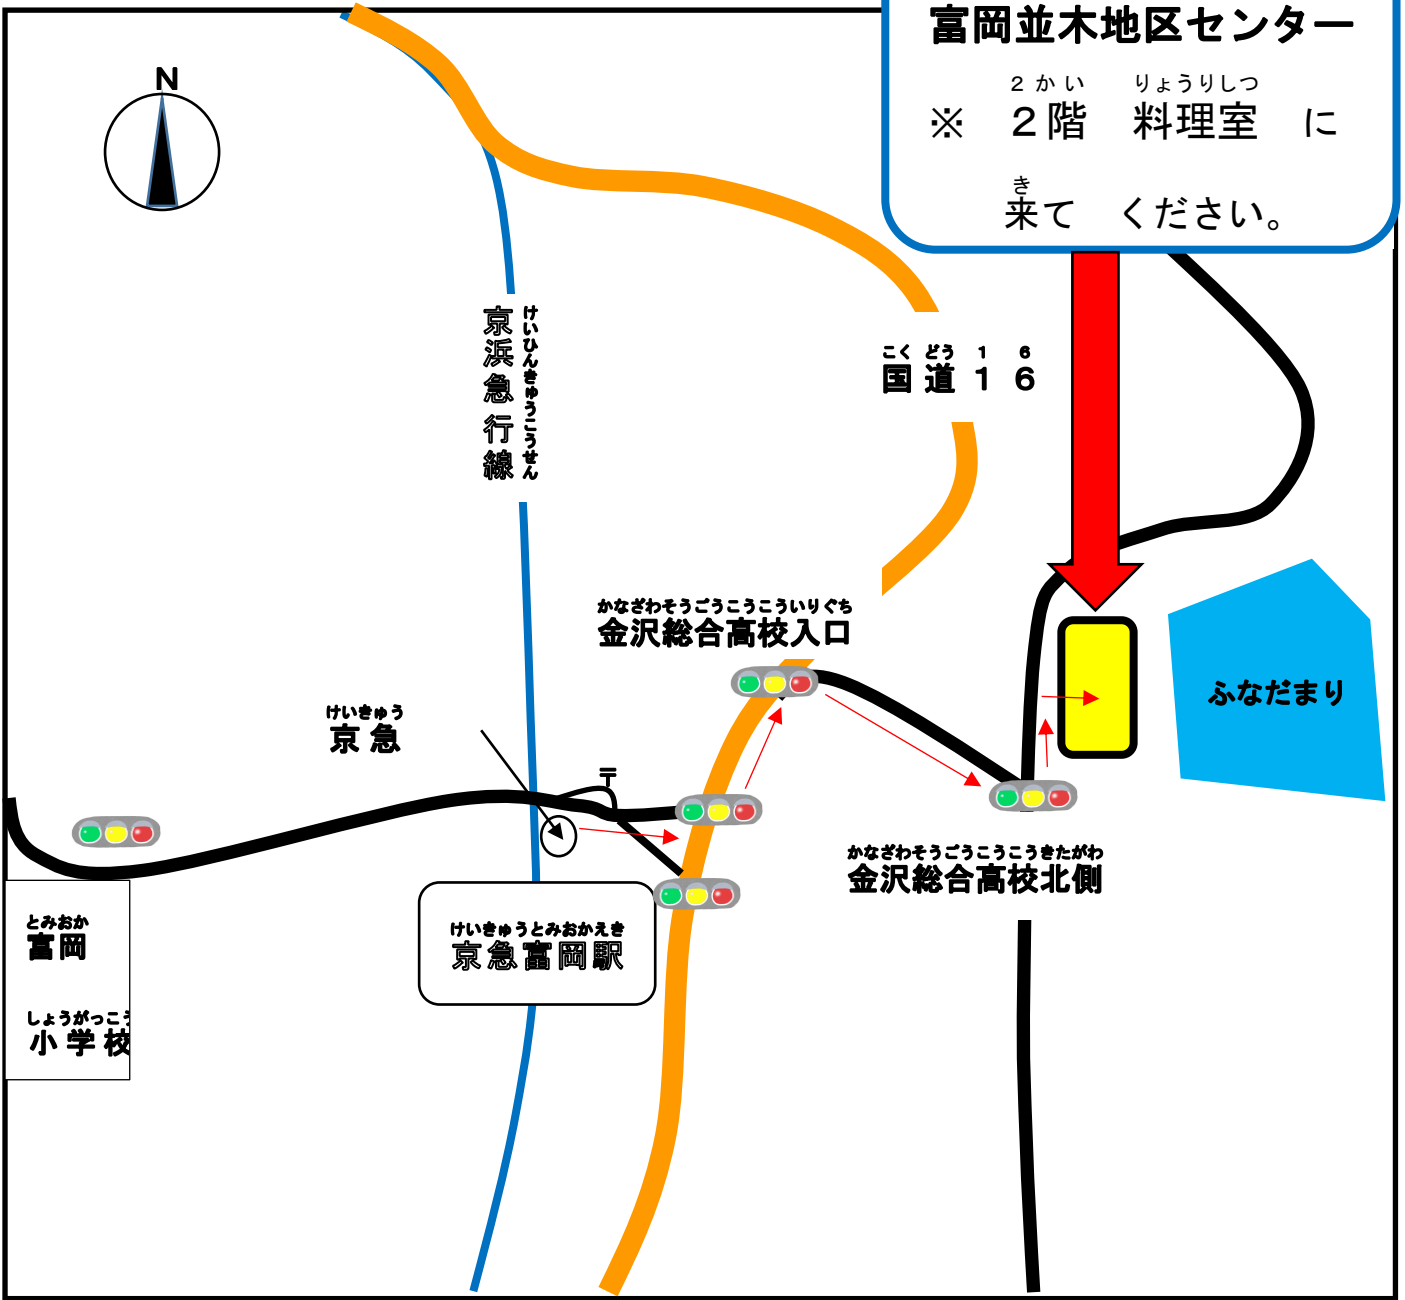 富岡並木地区センター
２かい　りょうりしつ
※　２階　料理室　に
き
来て　ください。
N
けいひんきゅうこうせん
京浜急行線
こくどう１６
国道１６
かなざわそうごうこうこういりぐち
金沢総合高校入口
ふなだまり
けいきゅう
京急
〒
かなざわそうごうこうこうきたがわ
金沢総合高校北側
とみおか
富岡
しょうがっこう
小学校
けいきゅうとみおかえき
京急富岡駅